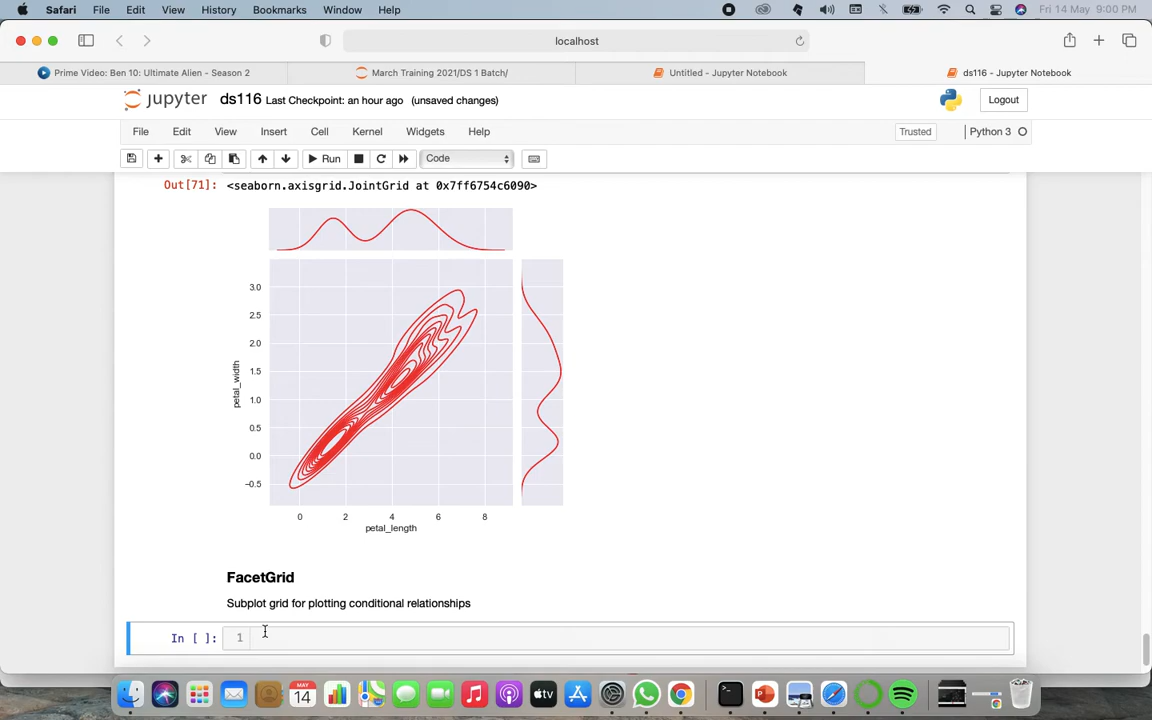 Safari File Edit View History Bookmarks Window Help Fri 14 May 9:00 PM
localhost
Prime Video: Ben 10: Ultimate Alien - Season 2 March Training 2021/DS 1 Batch/ Untitled - Jupyter Notebook ds116 - Jupyter Notebook
jupyter ds116 Last Checkpoint: an hour ago (unsaved changes) Logout
File Edit View Insert Cell Kernel Widgets Help Trusted Python 3
Run Code
Out[71]: <seaborn.axisgrid.JointGrid at 0x7ff6754c6090>
3.0
2.5
2.0
1.5
1.0
0.5
0.0
−0.5
petal_width
0 2 4 6 8
petal_length
FacetGrid
Subplot grid for plotting conditional relationships
In [ ]: 1
MAY
14
tv